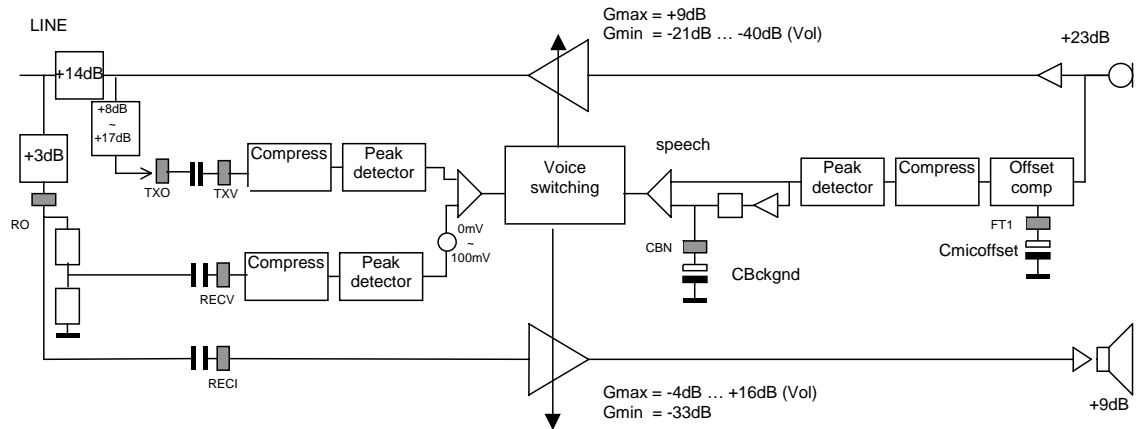 LINE
Gmax = +9dB
Gmin = -21dB ... -40dB (Vol)
+23dB
+14dB
+8dB
~
+17dB
+3dB
TXO
TXV
Compress
Peak
detector
Voice
switching
speech
Peak
detector
Compress
Offset
comp
RO
0mV
~
100mV
CBN
CBckgnd
FT1
Cmicoffset
RECV
Compress
Peak
detector
RECI
Gmax = -4dB ... +16dB (Vol)
Gmin = -33dB
+9dB